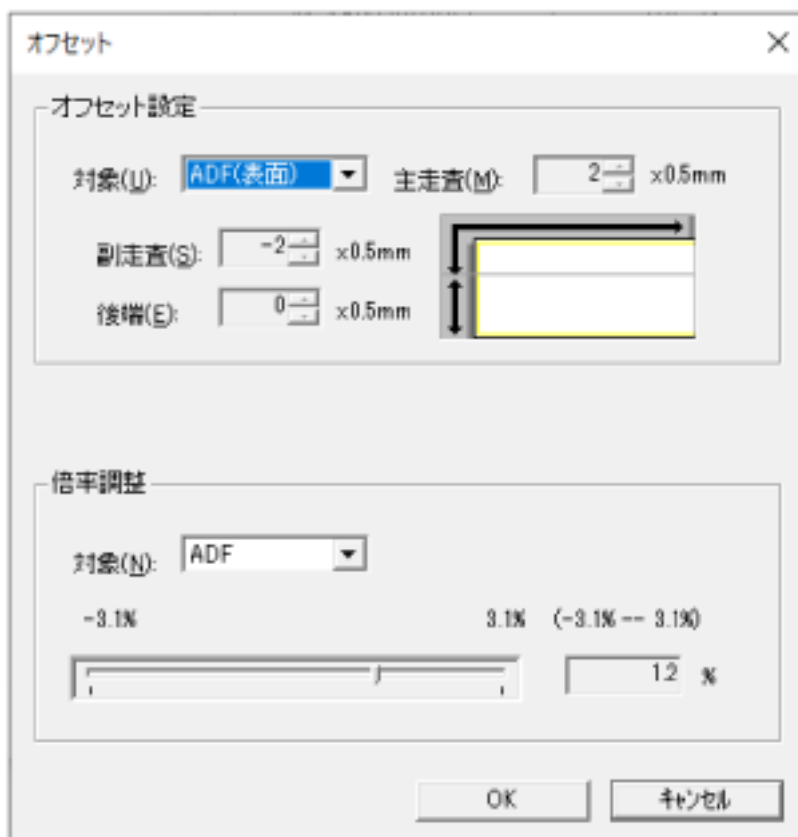 オフセット
オフセット設定
対象(U): ADF(表面) 主走査(M): 2 x0.5mm
副走査(S): -2 x0.5mm
後端(E): 0 x0.5mm
倍率調整
対象(N): ADF
-3.1% 3.1% (-3.1% -- 3.1%)
1.2 %
OK キャンセル